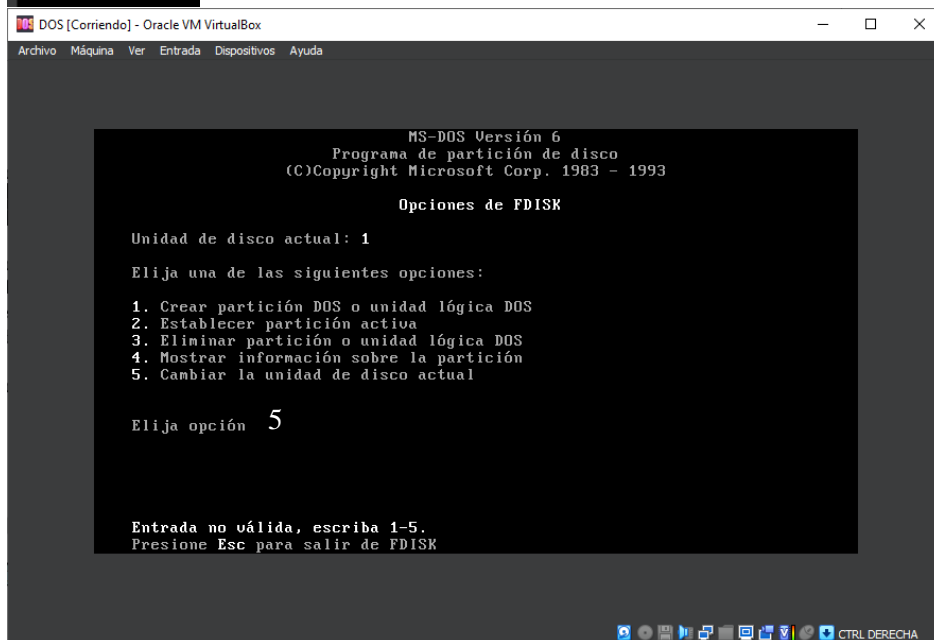 DOS [Corriendo] - Oracle VM VirtualBox
Archivo Máquina Ver Entrada Dispositivos Ayuda
MS-DOS Versión 6
Programa de partición de disco
(C)Copyright Microsoft Corp. 1983 - 1993
Opciones de FDISK
Unidad de disco actual: 1
Elija una de las siguientes opciones:
1. Crear partición DOS o unidad lógica DOS
2. Establecer partición activa
3. Eliminar partición o unidad lógica DOS
4. Mostrar información sobre la partición
5. Cambiar la unidad de disco actual
Elija opción 5
Entrada no válida, escriba 1-5.
Presione Esc para salir de FDISK
CTRL DERECHA